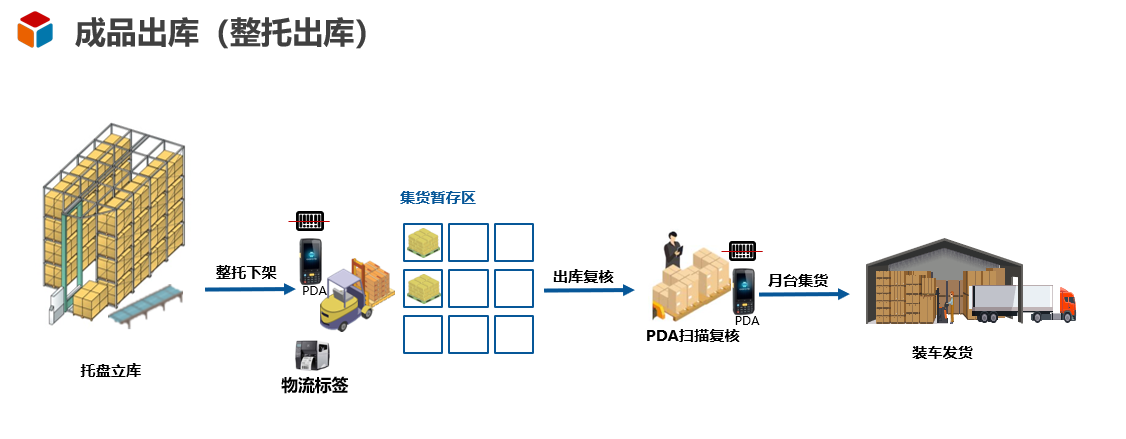 成品出库（整托出库）
集货暂存区
整托下架
PDA
出库复核
月台集货
PDA
PDA扫描复核
装车发货
托盘立库
物流标签